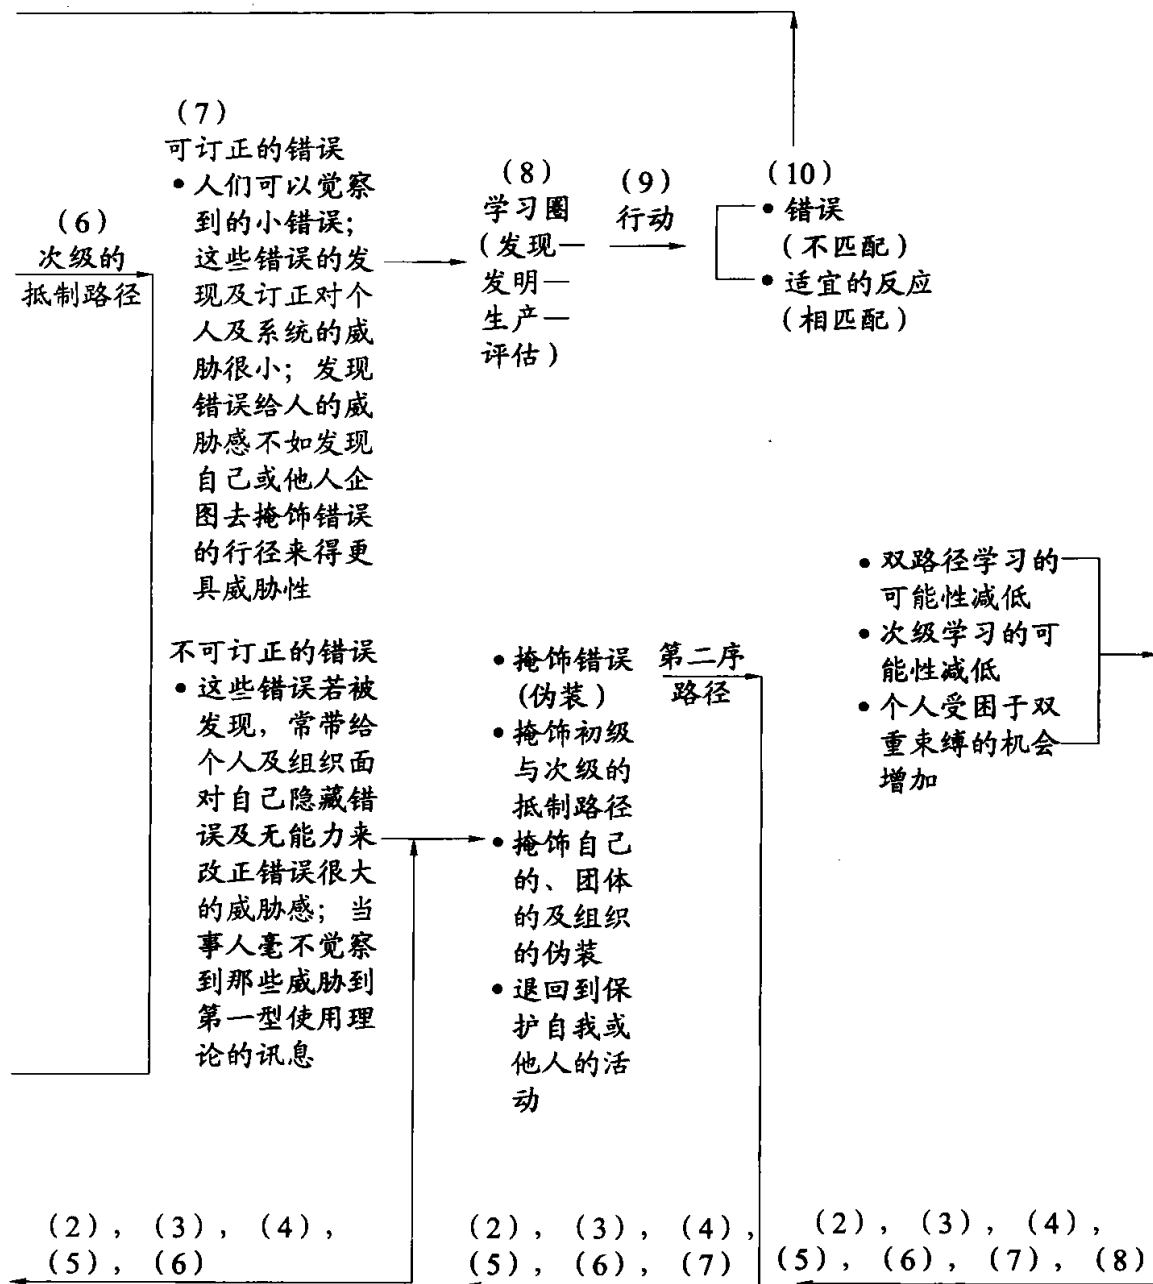 (6)
次级的
抵制路径
(7)
可订正的错误
• 人们可以觉察
到的小错误；
这些错误的发
现及订正对个
人及系统的威
胁很小；发现
错误给人的威
胁感不如发现
自己或他人企
图去掩饰错误
的行径来得更
具威胁性
不可订正的错误
• 这些错误若被
发现，常带给
个人及组织面
对自己隐藏错
误及无能力来
改正错误很大
的威胁感；当
事人毫不觉察
到那些威胁到
第一型使用理
论的讯息
(8)
学习圈
(发现—
发明—
生产—
评估)
(9)
行动
(10)
• 错误
(不匹配)
• 适宜的反应
(相匹配)
• 掩饰错误
(伪装)
• 掩饰初级
与次级的
抵制路径
• 掩饰自己
的、团体
的及组织
的伪装
• 退回到保
护自我或
他人的活
动
第二序
路径
• 双路径学习的
可能性减低
• 次级学习的可
能性减低
• 个人受困于双
重束缚的机会
增加
(2)，(3)，(4)，
(5)，(6)
(2)，(3)，(4)，
(5)，(6)，(7)
(2)，(3)，(4)，
(5)，(6)，(7)，(8)